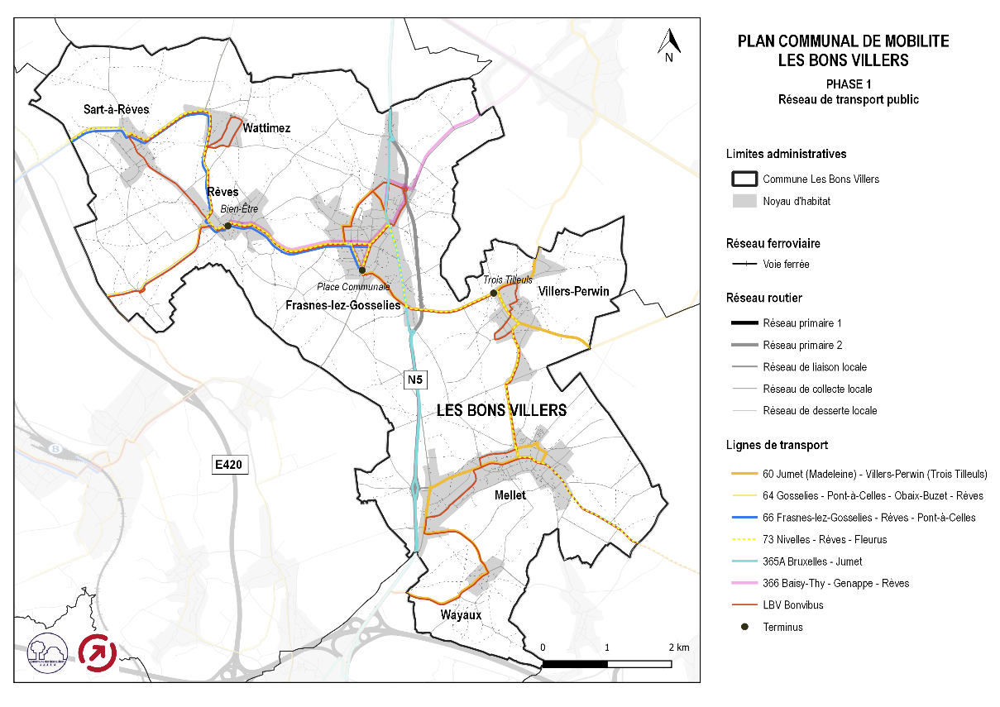 PLAN COMMUNAL DE MOBILITE
LES BONS VILLERS
PHASE 1
Réseau de transport public
N
Sart-à-Rèves
Wattimez
Rèves
Bien-Être
Place Communale
Frasnes-lez-Gosselies
Trois Tilleuls
Villers-Perwin
N5
LES BONS VILLERS
E420
Mellet
Wayaux
0 1 2 km
Limites administratives
Commune Les Bons Villers
Noyau d'habitat
Réseau ferroviaire
Voie ferrée
Réseau routier
Réseau primaire 1
Réseau primaire 2
Réseau de liaison locale
Réseau de collecte locale
Réseau de desserte locale
Lignes de transport
60 Jumet (Madeleine) - Villers-Perwin (Trois Tilleuls)
64 Gosselies - Pont-à-Celles - Obaix-Buzet - Rèves
66 Frasnes-lez-Gosselies - Rèves - Pont-à-Celles
73 Nivelles - Rèves - Fleurus
365A Bruxelles - Jumet
366 Baisy-Thy - Genappe - Rèves
LBV Bonvibus
Terminus